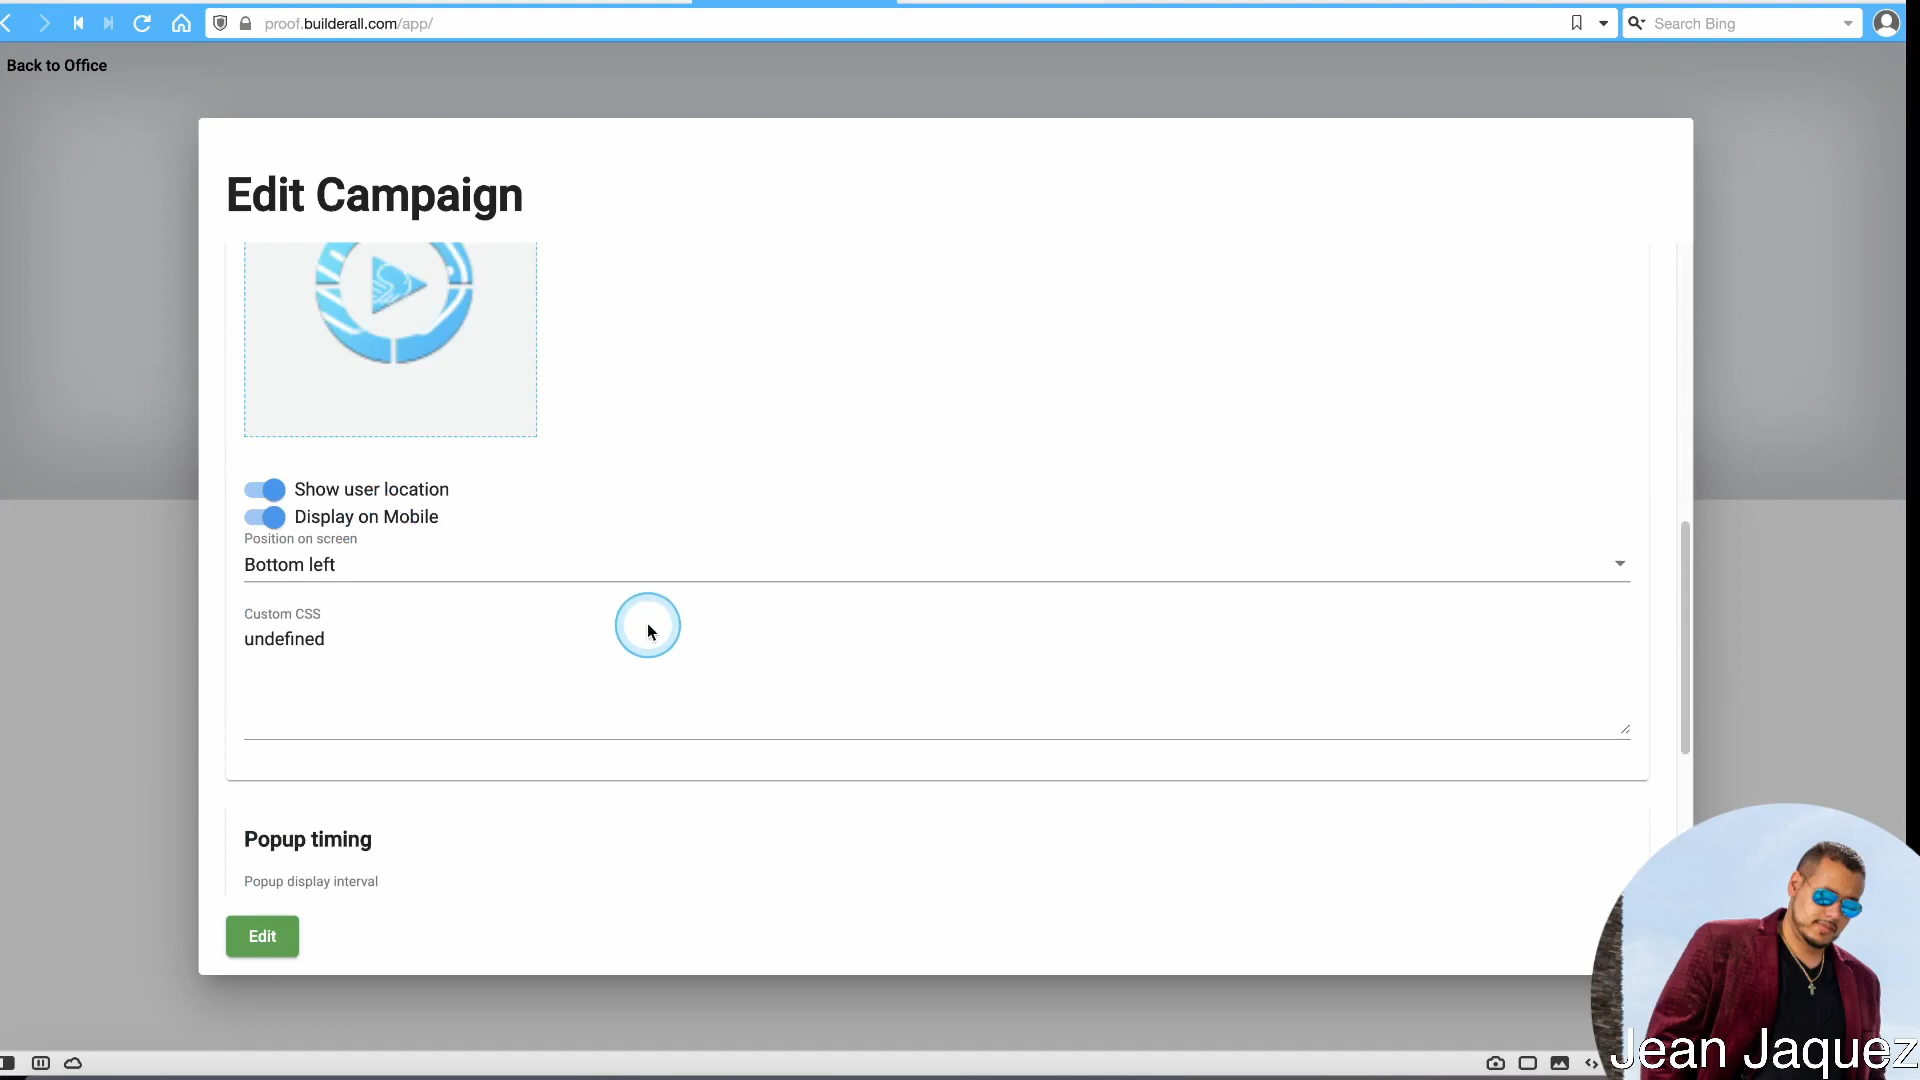 proof.builderall.com/app/
Search Bing
Back to Office
Edit Campaign
Show user location
Display on Mobile
Position on screen
Bottom left
Custom CSS
undefined
Popup timing
Popup display interval
Edit
Jean Jaquez